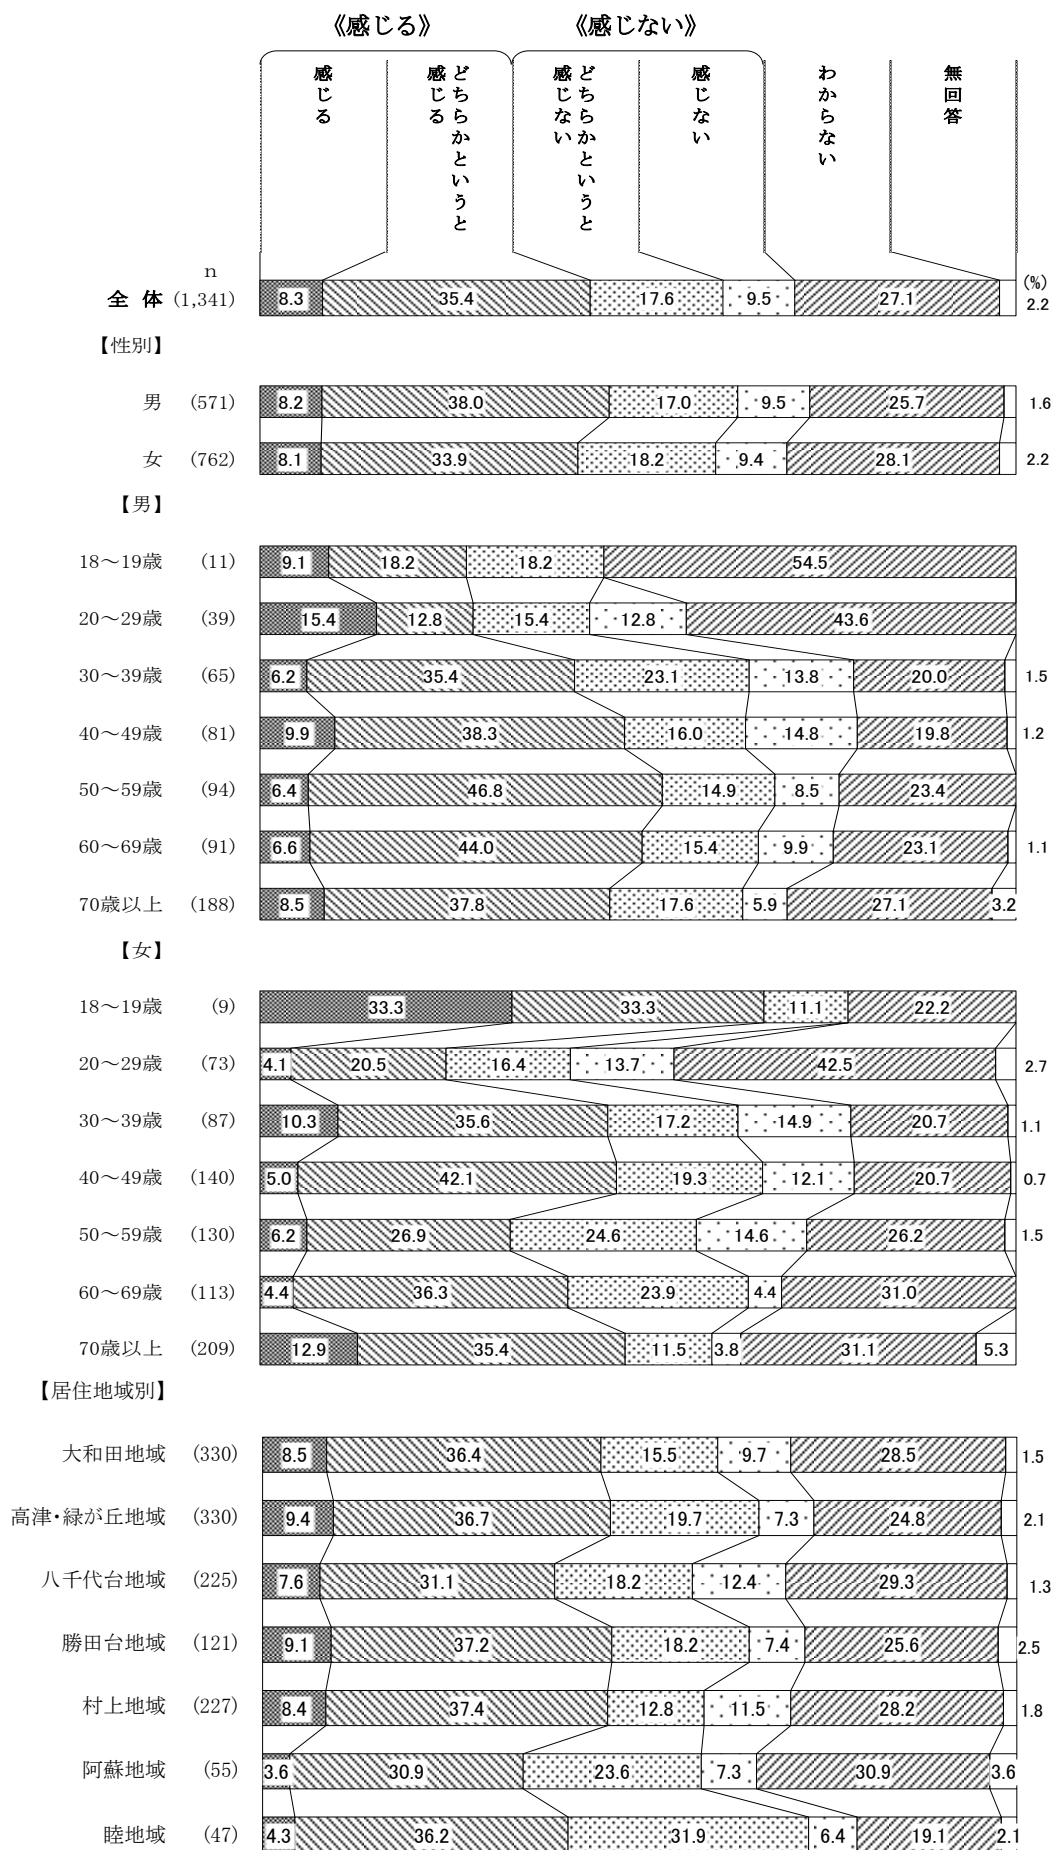 《感じる》 《感じない》
感じる
どちらかというと
感じる
どちらかというと
感じない
感じない
わからない
無回答
n (%)
全 体 (1,341) 8.3 35.4 17.6 9.5 27.1 2.2
【性別】
男 (571) 8.2 38.0 17.0 9.5 25.7 1.6
女 (762) 8.1 33.9 18.2 9.4 28.1 2.2
【男】
18～19歳 (11) 9.1 18.2 18.2 54.5
20～29歳 (39) 15.4 12.8 15.4 12.8 43.6
30～39歳 (65) 6.2 35.4 23.1 13.8 20.0 1.5
40～49歳 (81) 9.9 38.3 16.0 14.8 19.8 1.2
50～59歳 (94) 6.4 46.8 14.9 8.5 23.4
60～69歳 (91) 6.6 44.0 15.4 9.9 23.1 1.1
70歳以上 (188) 8.5 37.8 17.6 5.9 27.1 3.2
【女】
18～19歳 (9) 33.3 33.3 11.1 22.2
20～29歳 (73) 4.1 20.5 16.4 13.7 42.5 2.7
30～39歳 (87) 10.3 35.6 17.2 14.9 20.7 1.1
40～49歳 (140) 5.0 42.1 19.3 12.1 20.7 0.7
50～59歳 (130) 6.2 26.9 24.6 14.6 26.2 1.5
60～69歳 (113) 4.4 36.3 23.9 4.4 31.0
70歳以上 (209) 12.9 35.4 11.5 3.8 31.1 5.3
【居住地域別】
大和田地域 (330) 8.5 36.4 15.5 9.7 28.5 1.5
高津・緑が丘地域 (330) 9.4 36.7 19.7 7.3 24.8 2.1
八千代台地域 (225) 7.6 31.1 18.2 12.4 29.3 1.3
勝田台地域 (121) 9.1 37.2 18.2 7.4 25.6 2.5
村上地域 (227) 8.4 37.4 12.8 11.5 28.2 1.8
阿蘇地域 (55) 3.6 30.9 23.6 7.3 30.9 3.6
睦地域 (47) 4.3 36.2 31.9 6.4 19.1 2.1